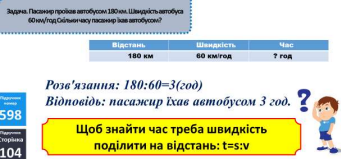 Задача. Пасажир проїхав автобусом 180 км. Швидкість автобуса
60 км/год Скільки часу пасажир їхав автобусом?
Відстань Швидкість Час
180 км 60 км/год ? год
Розв'язання: 180:60=3(год)
Відповідь: пасажир їхав автобусом 3 год.
Підручник
номер
598
Підручник
Сторінка
104
Щоб знайти час треба швидкість
поділити на відстань: t=s:v